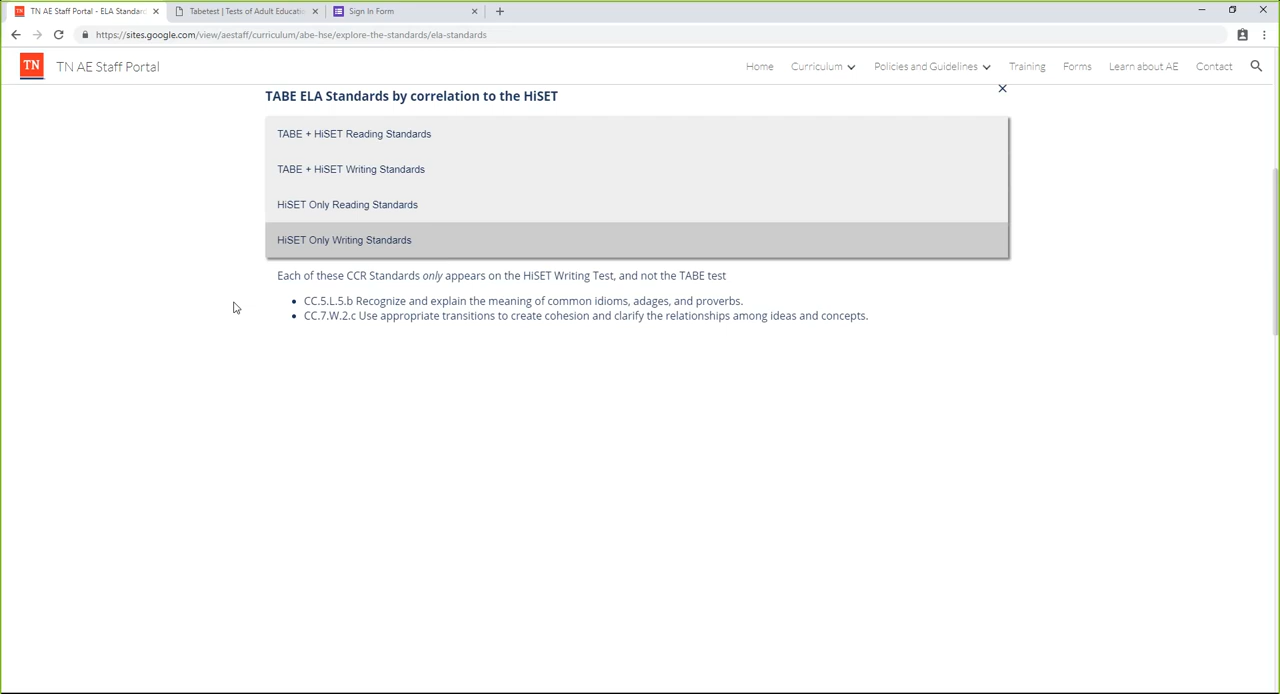 TN AE Staff Portal - ELA Standard
Tabetest | Tests of Adult Educatio
Sign In Form
https://sites.google.com/view/aestaff/curriculum/abe-hse/explore-the-standards/ela-standards
TN
TN AE Staff Portal
Home
Curriculum
Policies and Guidelines
Training
Forms
Learn about AE
Contact
TABE ELA Standards by correlation to the HiSET
TABE + HiSET Reading Standards
TABE + HiSET Writing Standards
HiSET Only Reading Standards
HiSET Only Writing Standards
Each of these CCR Standards only appears on the HiSET Writing Test, and not the TABE test
• CC.5.L.5.b Recognize and explain the meaning of common idioms, adages, and proverbs.
• CC.7.W.2.c Use appropriate transitions to create cohesion and clarify the relationships among ideas and concepts.